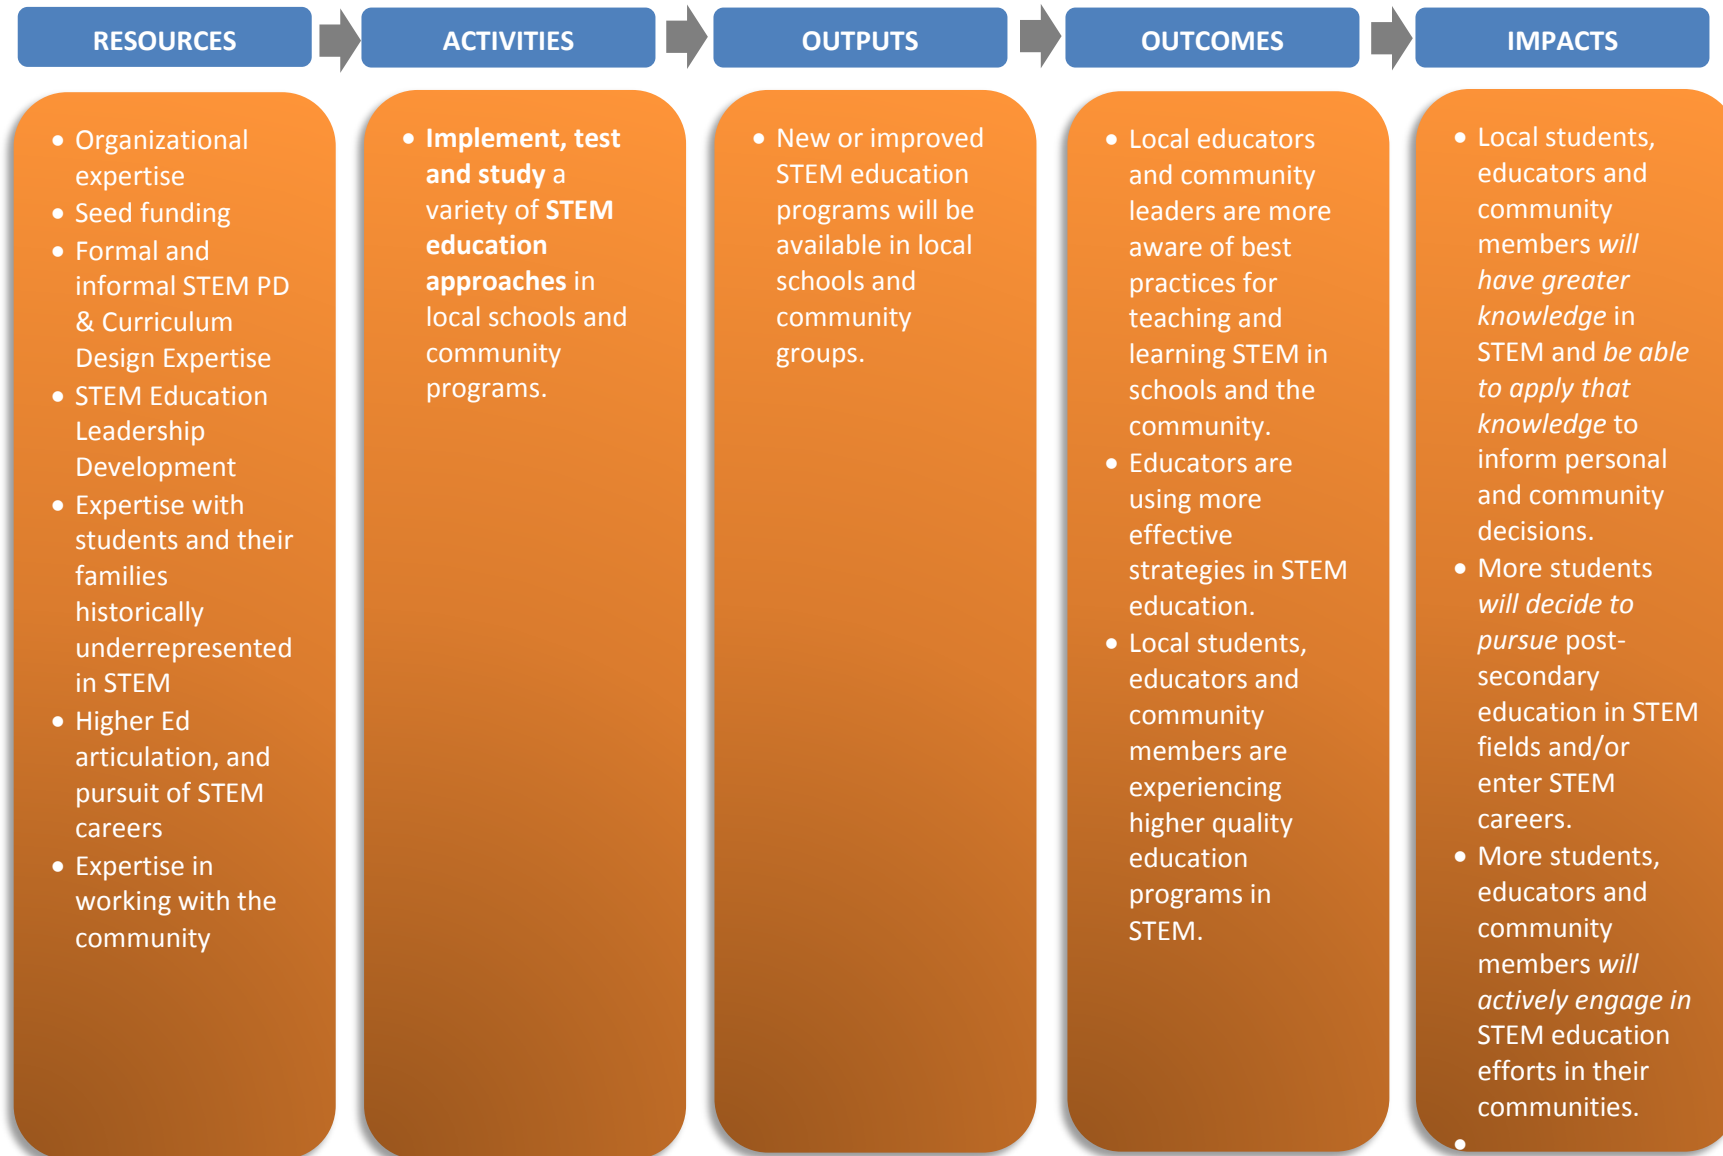 RESOURCES
ACTIVITIES
OUTPUTS
OUTCOMES
IMPACTS
• Organizational
expertise
• Seed funding
• Formal and
informal STEM PD
& Curriculum
Design Expertise
• STEM Education
Leadership
Development
• Expertise with
students and their
families
historically
underrepresented
in STEM
• Higher Ed
articulation, and
pursuit of STEM
careers
• Expertise in
working with the
community
• Implement, test
and study a
variety of STEM
education
approaches in
local schools and
community
programs.
• New or improved
STEM education
programs will be
available in local
schools and
community
groups.
• Local educators
and community
leaders are more
aware of best
practices for
teaching and
learning STEM in
schools and the
community.
• Educators are
using more
effective
strategies in STEM
education.
• Local students,
educators and
community
members are
experiencing
higher quality
education
programs in
STEM.
• Local students,
educators and
community
members will
have greater
knowledge in
STEM and be able
to apply that
knowledge to
inform personal
and community
decisions.
• More students
will decide to
pursue post-
secondary
education in STEM
fields and/or
enter STEM
careers.
• More students,
educators and
community
members will
actively engage in
STEM education
efforts in their
communities.
•